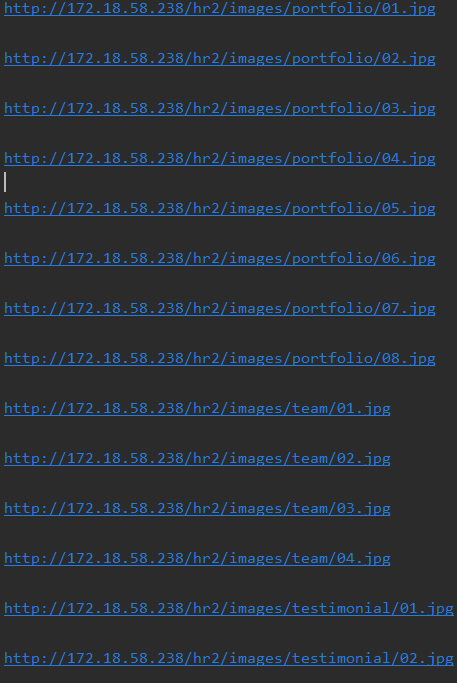 http://172.18.58.238/hr2/images/portfolio/01.jpg
http://172.18.58.238/hr2/images/portfolio/02.jpg
http://172.18.58.238/hr2/images/portfolio/03.jpg
http://172.18.58.238/hr2/images/portfolio/04.jpg
http://172.18.58.238/hr2/images/portfolio/05.jpg
http://172.18.58.238/hr2/images/portfolio/06.jpg
http://172.18.58.238/hr2/images/portfolio/07.jpg
http://172.18.58.238/hr2/images/portfolio/08.jpg
http://172.18.58.238/hr2/images/team/01.jpg
http://172.18.58.238/hr2/images/team/02.jpg
http://172.18.58.238/hr2/images/team/03.jpg
http://172.18.58.238/hr2/images/team/04.jpg
http://172.18.58.238/hr2/images/testimonial/01.jpg
http://172.18.58.238/hr2/images/testimonial/02.jpg